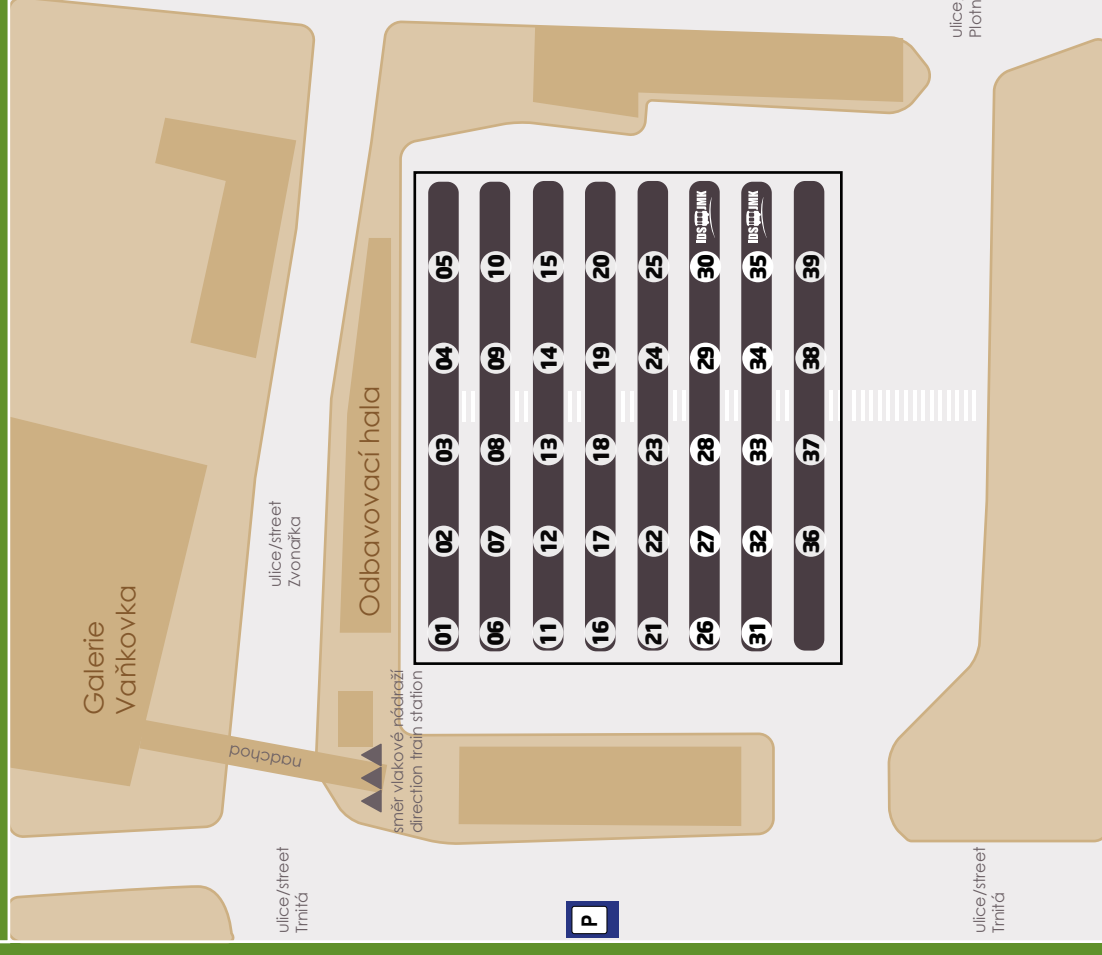 Galerie
Vaňkovka
ulice/street
Zvonařka
Odbavovací hala
nadchod
směr vlakové nádraží
direction train station
ulice/street
Trnitá
ulice/street
Trnitá
ulice
P
01 02 03 04 05
06 07 08 09 10
11 12 13 14 15
16 17 18 19 20
21 22 23 24 25
26 27 28 29 30 IDS JMK
31 32 33 34 35 IDS JMK
36 37 38 39